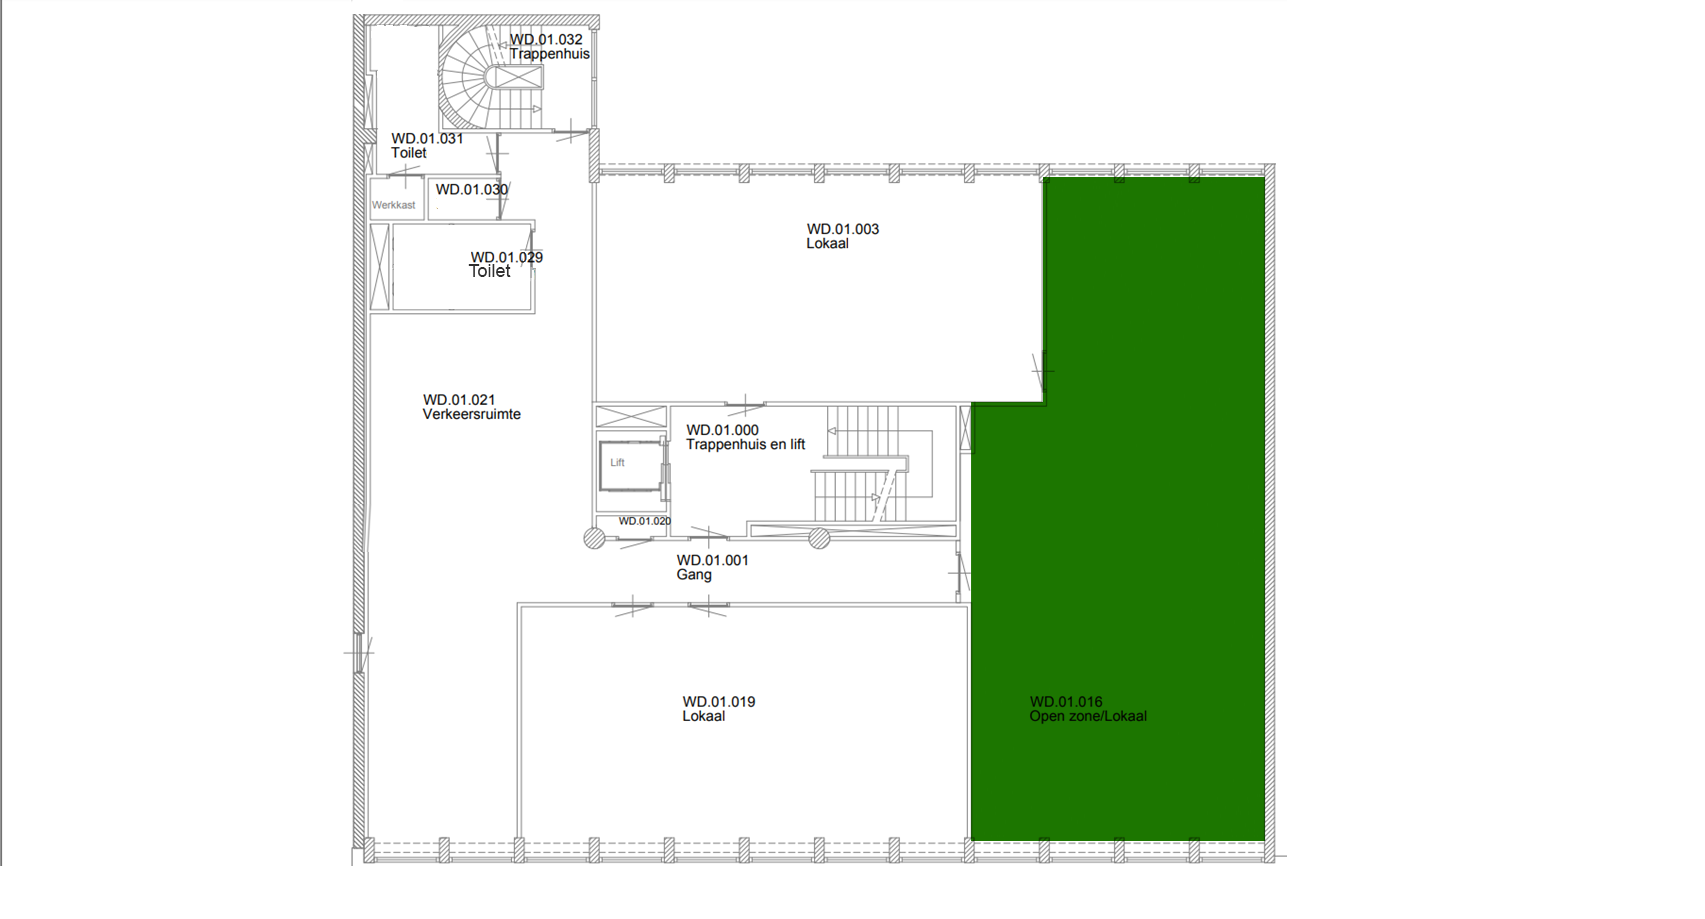 WD.01.032
Trappenhuis
WD.01.031
Toilet
WD.01.030
Werkkast
WD.01.029
Toilet
WD.01.003
Lokaal
WD.01.021
Verkeersruimte
WD.01.000
Trappenhuis en lift
Lift
WD.01.020
WD.01.001
Gang
WD.01.019
Lokaal
WD.01.016
Open zone/Lokaal